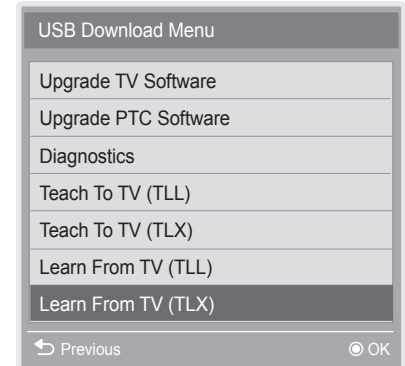 USB Download Menu
Upgrade TV Software
Upgrade PTC Software
Diagnostics
Teach To TV (TLL)
Teach To TV (TLX)
Learn From TV (TLL)
Learn From TV (TLX)
Previous OK